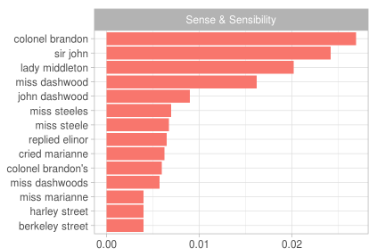 Sense & Sensibility
colonel brandon
sir john
lady middleton
miss dashwood
john dashwood
miss steeles
miss steele
replied elinor
cried marianne
colonel brandon's
miss dashwoods
miss marianne
harley street
berkeley street
0.00 0.01 0.02